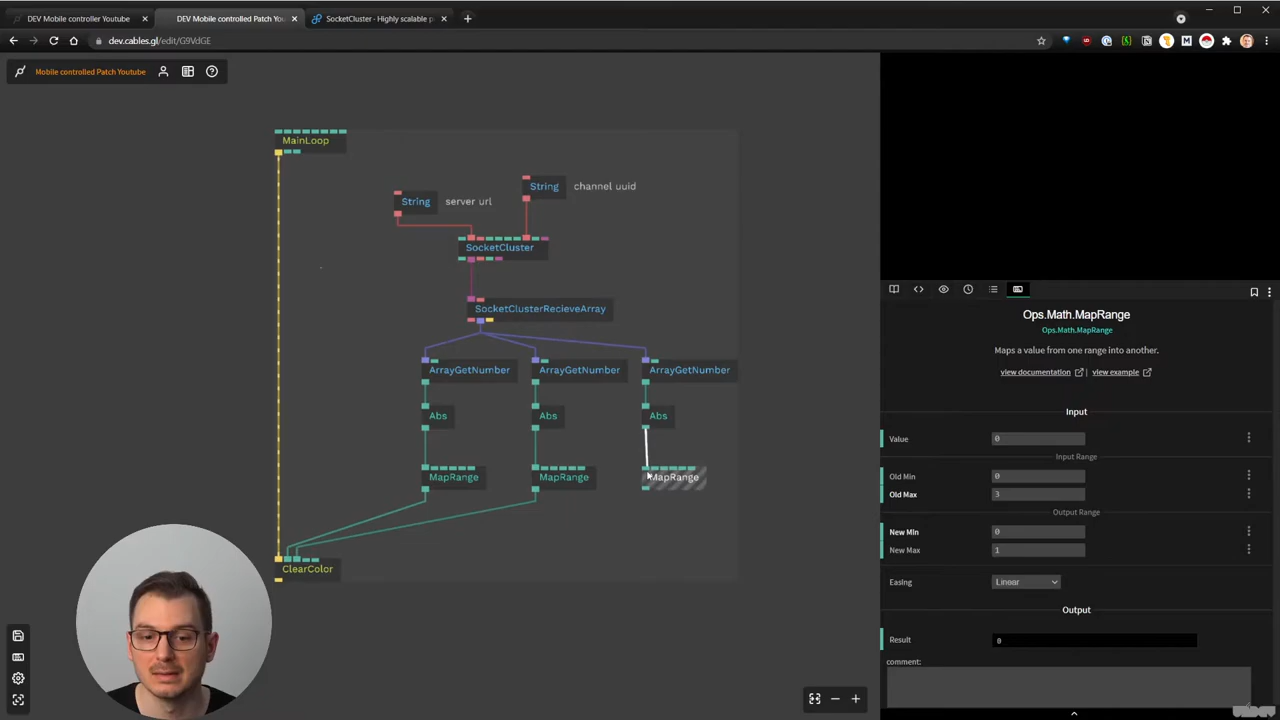 DEV Mobile controller Youtube
DEV Mobile controlled Patch Yo
SocketCluster - Highly scalable p
dev.cables.gl/edit/G9VdGE
Mobile controlled Patch Youtube
MainLoop
String
channel uuid
String
server url
SocketCluster
SocketClusterRecieveArray
ArrayGetNumber
ArrayGetNumber
ArrayGetNumber
Abs
Abs
Abs
MapRange
MapRange
MapRange
ClearColor
Ops.Math.MapRange
Ops.Math.MapRange
Maps a value from one range into another.
view documentation
view example
Input
Value
0
Input Range
Old Min
0
Old Max
3
Output Range
New Min
0
New Max
1
Easing
Linear
Output
Result
0
comment: